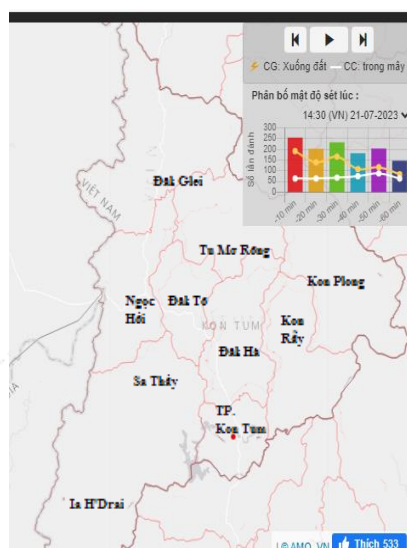 CG: Xuống đất — CC: trong mây
Phân bố mật độ sét lúc :
14:30 (VN) 21-07-2023
Số lần đánh
300
250
200
150
100
50
0
-10 min
-20 min
-30 min
-40 min
-50 min
-60 min
VIỆT NAM
Đăk Glei
Tu Mơ Rông
Kon Plong
Ngọc Hồi
Đăk Tô
KON TUM
Kon Rẫy
Đăk Hà
Sa Thầy
TP. Kon Tum
Ia H'Drai
| © AMO, VN
Thích 533